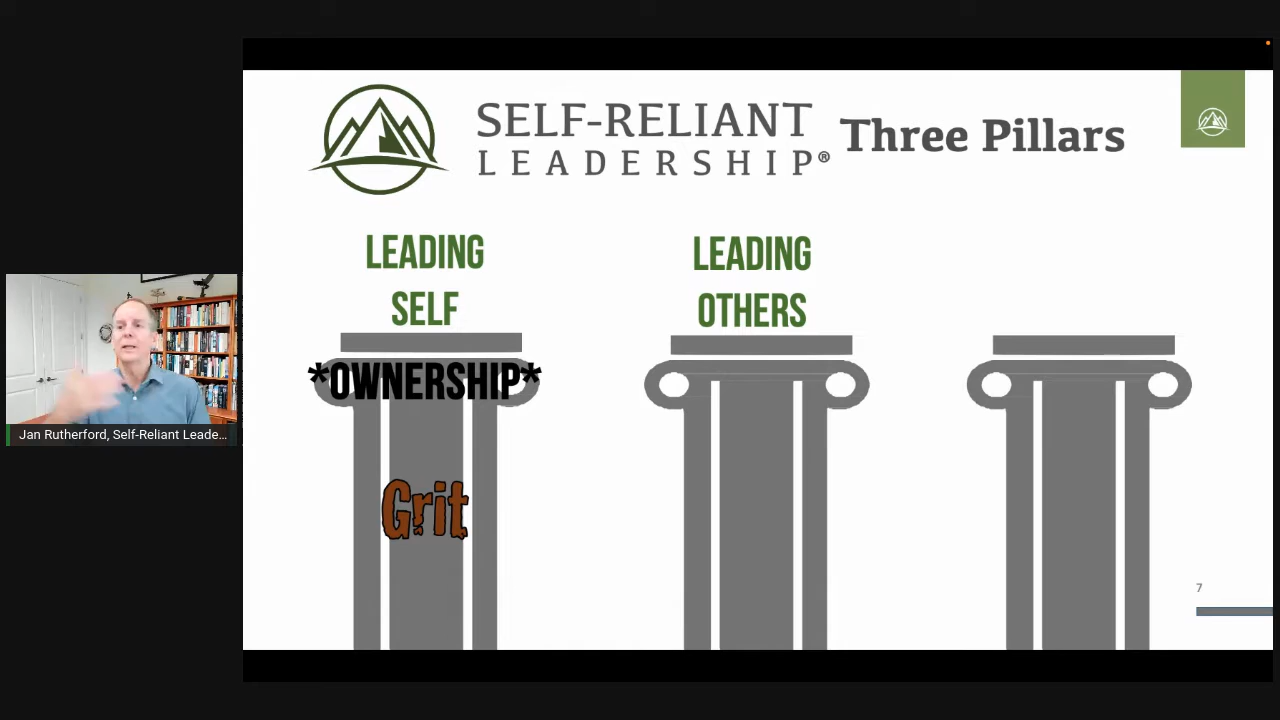 SELF-RELIANT
LEADERSHIP®
Three Pillars
LEADING
SELF
*OWNERSHIP*
Grit
LEADING
OTHERS
7
Jan Rutherford, Self-Reliant Leade...